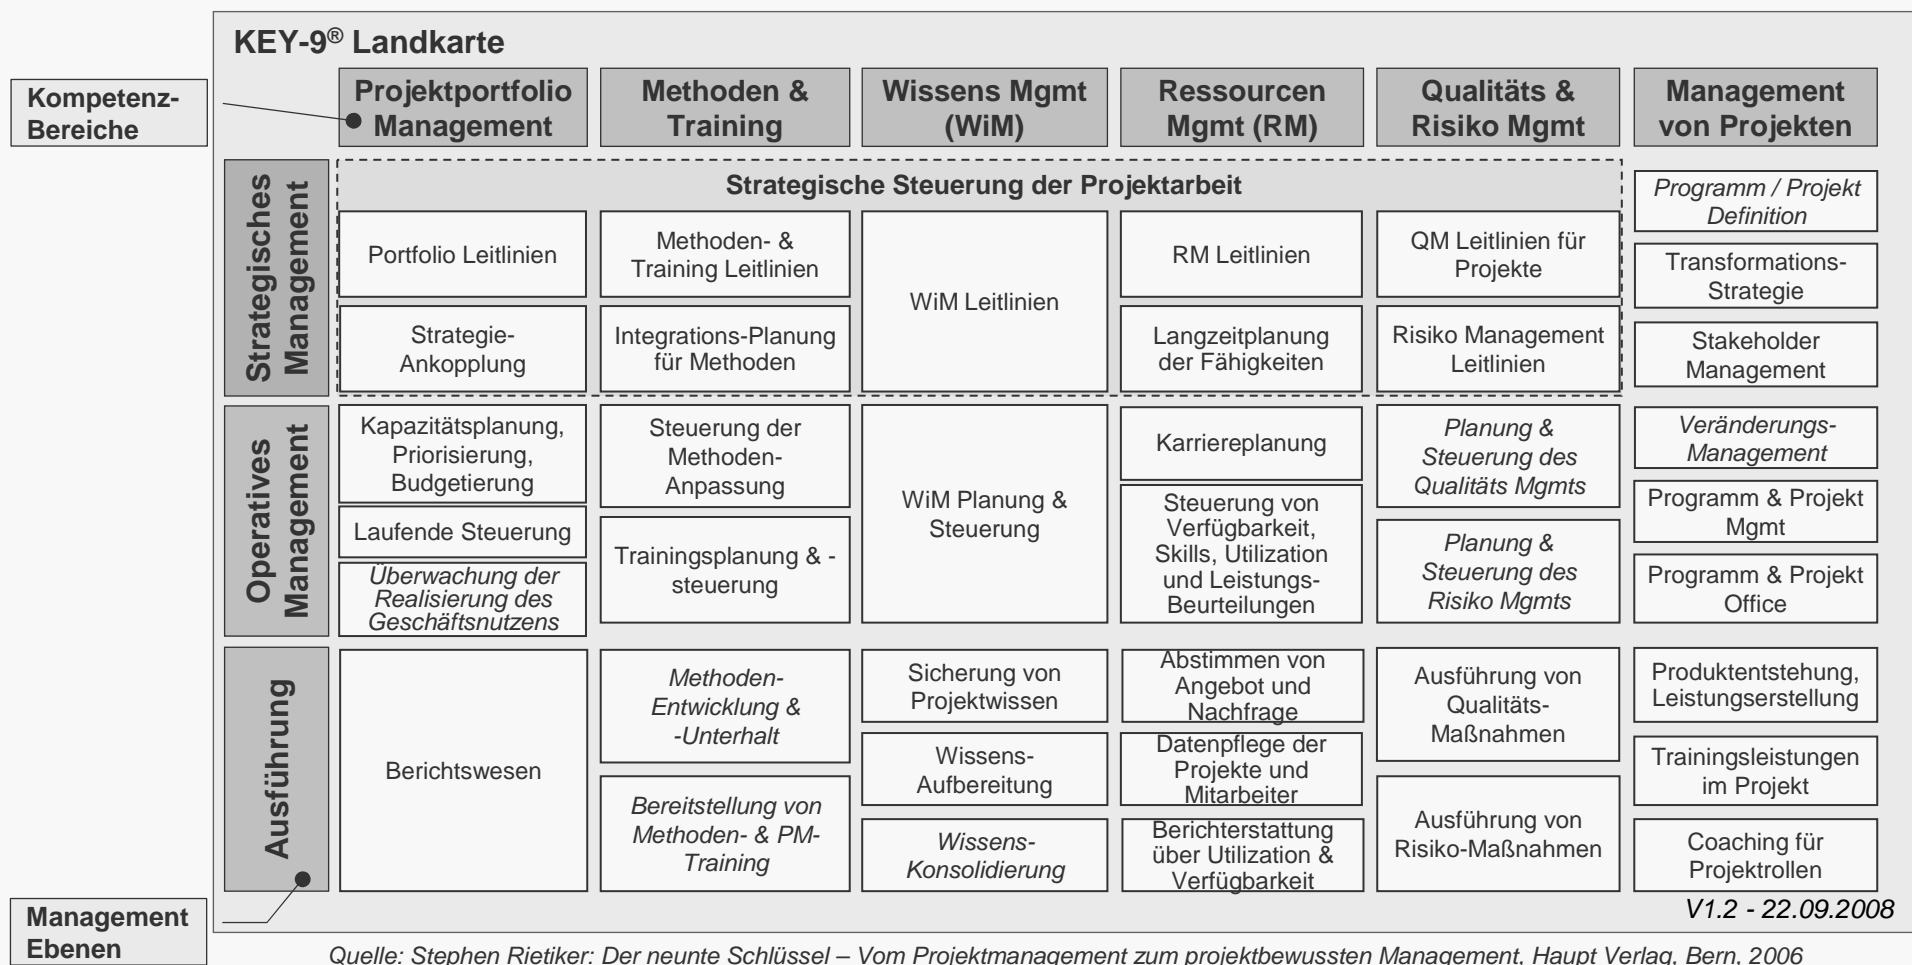 KEY-9® Landkarte
Kompetenz-
Bereiche
Projektportfolio
Management
Methoden &
Training
Wissens Mgmt
(WiM)
Ressourcen
Mgmt (RM)
Qualitäts &
Risiko Mgmt
Management
von Projekten
Strategisches
Management
Strategische Steuerung der Projektarbeit
Portfolio Leitlinien
Strategie-
Ankopplung
Methoden- &
Training Leitlinien
Integrations-Planung
für Methoden
WiM Leitlinien
RM Leitlinien
Langzeitplanung
der Fähigkeiten
QM Leitlinien für
Projekte
Risiko Management
Leitlinien
Programm / Projekt
Definition
Transformations-
Strategie
Stakeholder
Management
Operatives
Management
Kapazitätsplanung,
Priorisierung,
Budgetierung
Laufende Steuerung
Überwachung der
Realisierung des
Geschäftsnutzens
Steuerung der
Methoden-
Anpassung
Trainingsplanung & -
steuerung
WiM Planung &
Steuerung
Karriereplanung
Steuerung von
Verfügbarkeit,
Skills, Utilization
und Leistungs-
Beurteilungen
Planung &
Steuerung des
Qualitäts Mgmts
Planung &
Steuerung des
Risiko Mgmts
Veränderungs-
Management
Programm & Projekt
Mgmt
Programm & Projekt
Office
Ausführung
Berichtswesen
Methoden-
Entwicklung &
-Unterhalt
Bereitstellung von
Methoden- & PM-
Training
Sicherung von
Projektwissen
Wissens-
Aufbereitung
Wissens-
Konsolidierung
Abstimmen von
Angebot und
Nachfrage
Datenpflege der
Projekte und
Mitarbeiter
Berichterstattung
über Utilization &
Verfügbarkeit
Ausführung von
Qualitäts-
Maßnahmen
Ausführung von
Risiko-Maßnahmen
Produktentstehung,
Leistungserstellung
Trainingsleistungen
im Projekt
Coaching für
Projektrollen
Management
Ebenen
V1.2 - 22.09.2008
Quelle: Stephen Rietiker: Der neunte Schlüssel – Vom Projektmanagement zum projektbewussten Management, Haupt Verlag, Bern, 2006